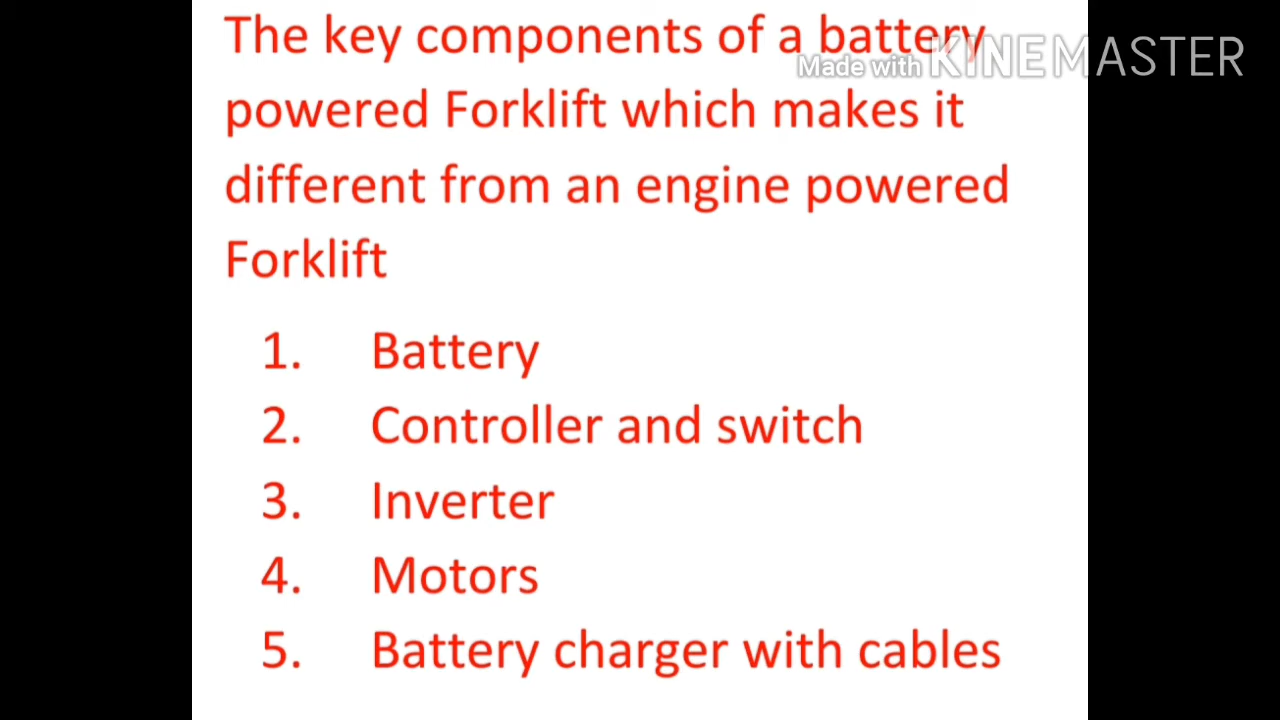 The key components of a battery
Made with KINEMASTER
powered Forklift which makes it
different from an engine powered
Forklift
1. Battery
2. Controller and switch
3. Inverter
4. Motors
5. Battery charger with cables